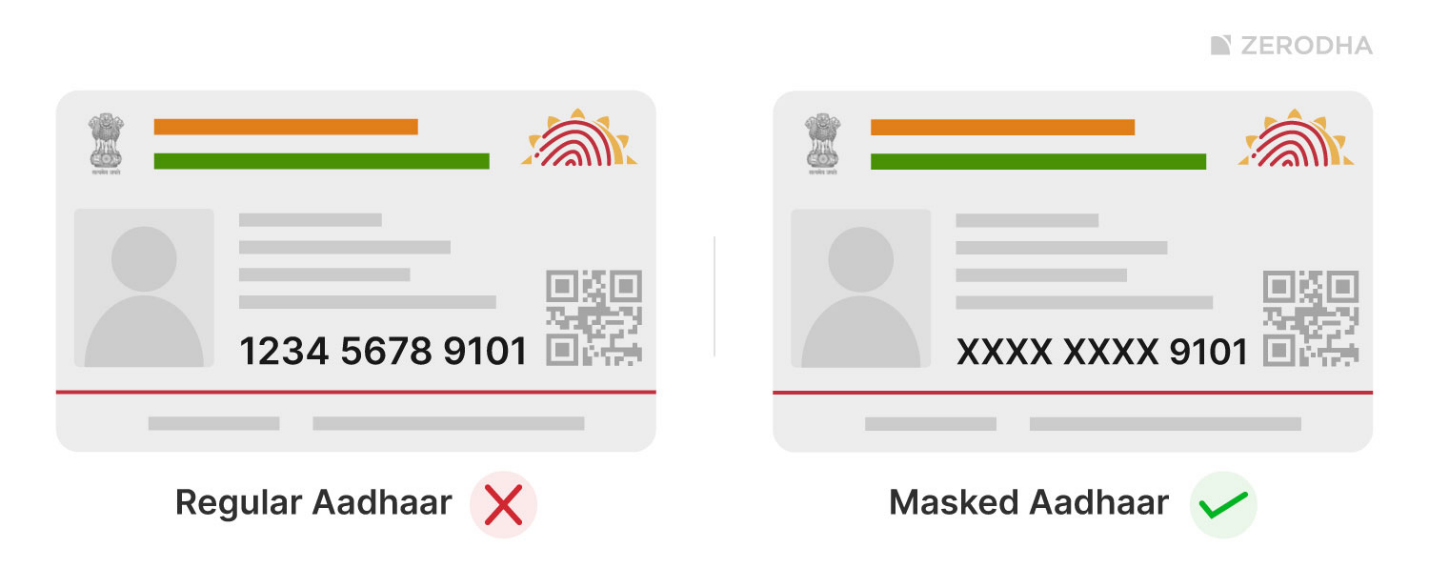 ZERODHA
1234 5678 9101
XXXX XXXX 9101
Regular Aadhaar
Masked Aadhaar